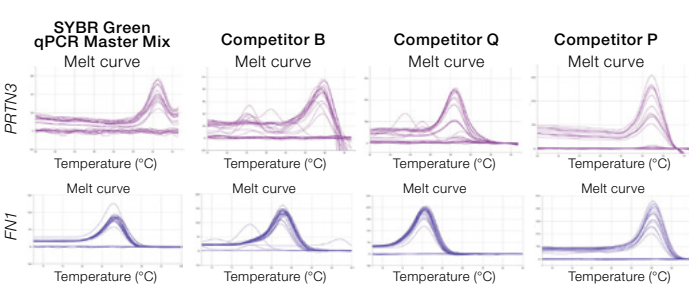 SYBR Green
qPCR Master Mix
Competitor B
Competitor Q
Competitor P
Melt curve
Melt curve
Melt curve
Melt curve
PRTN3
Temperature (°C)
Temperature (°C)
Temperature (°C)
Temperature (°C)
Melt curve
Melt curve
Melt curve
Melt curve
FN1
Temperature (°C)
Temperature (°C)
Temperature (°C)
Temperature (°C)